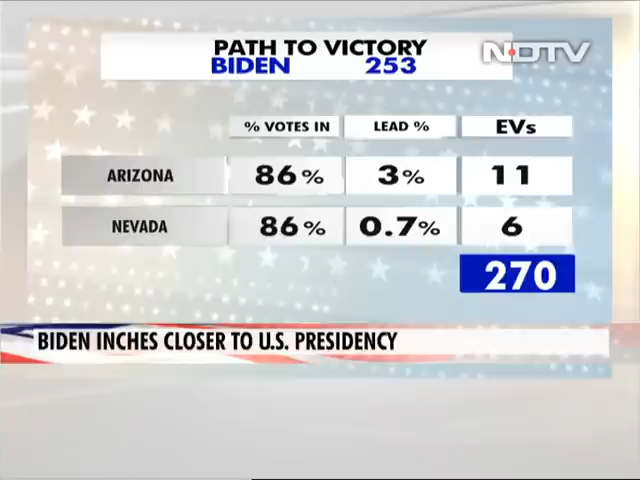 PATH TO VICTORY
BIDEN 253
NDTV
% VOTES IN LEAD % EVs
ARIZONA 86% 3% 11
NEVADA 86% 0.7% 6
270
BIDEN INCHES CLOSER TO U.S. PRESIDENCY